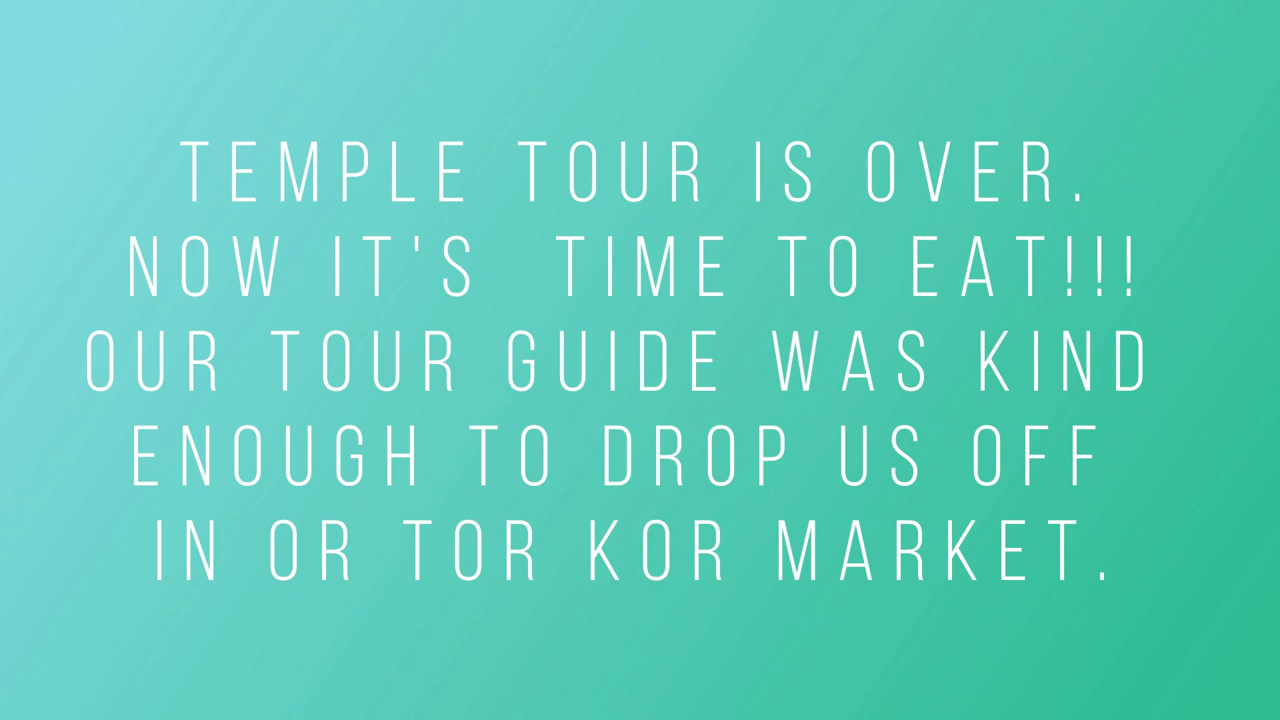 TEMPLE TOUR IS OVER.
NOW IT'S TIME TO EAT!!!
OUR TOUR GUIDE WAS KIND
ENOUGH TO DROP US OFF
IN OR TOR KOR MARKET.